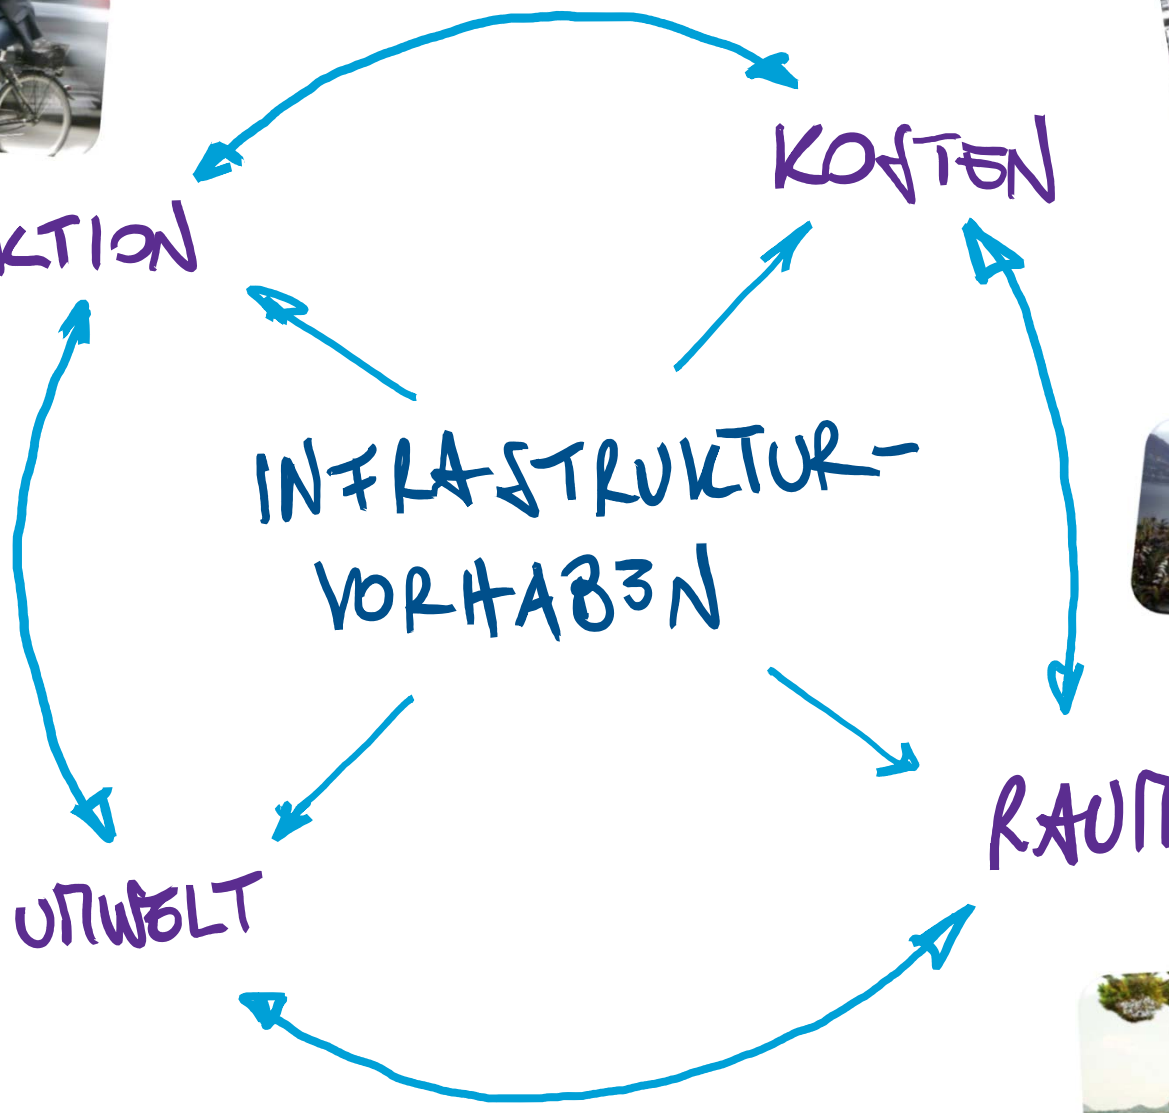 KOSTEN
KTION
INFRASTRUKTUR-
VORHABEN
RAUM
UMWELT